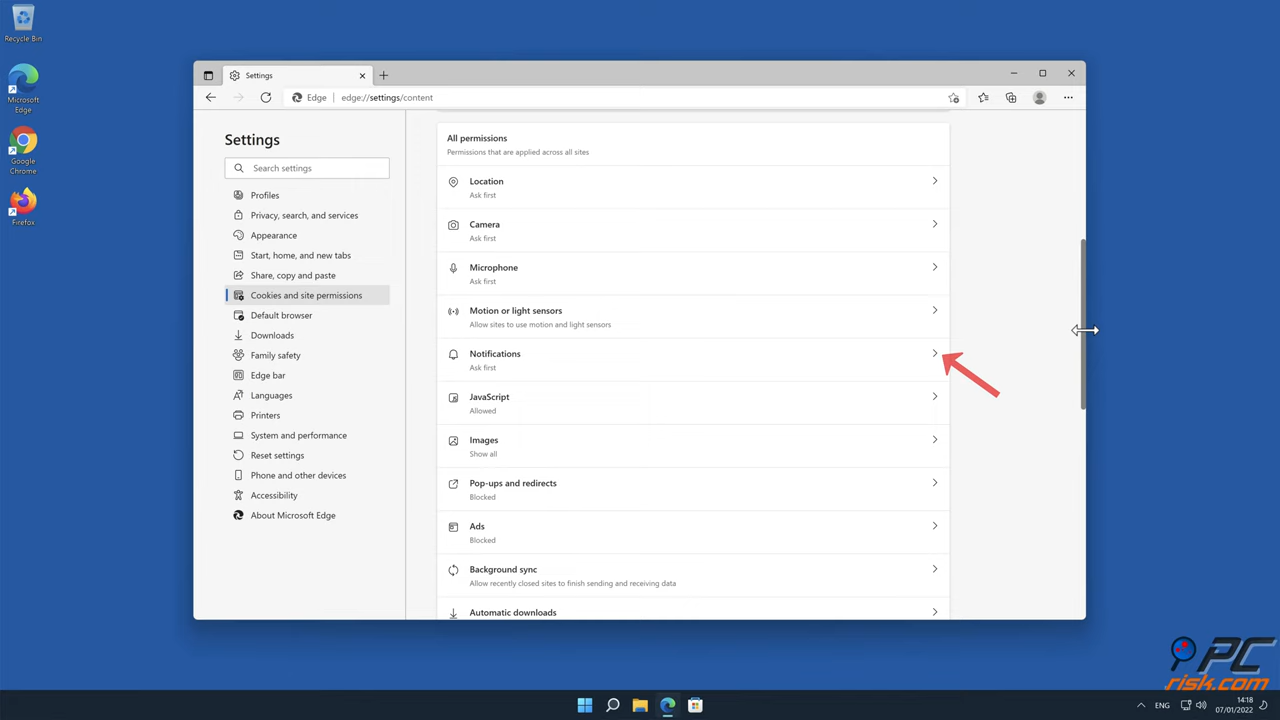 Recycle Bin
Microsoft
Edge
Google
Chrome
Firefox
Settings
Edge
edge://settings/content
Settings
Search settings
Profiles
Privacy, search, and services
Appearance
Start, home, and new tabs
Share, copy and paste
Cookies and site permissions
Default browser
Downloads
Family safety
Edge bar
Languages
Printers
System and performance
Reset settings
Phone and other devices
Accessibility
About Microsoft Edge
All permissions
Permissions that are applied across all sites
Location
Ask first
Camera
Ask first
Microphone
Ask first
Motion or light sensors
Allow sites to use motion and light sensors
Notifications
Ask first
JavaScript
Allowed
Images
Show all
Pop-ups and redirects
Blocked
Ads
Blocked
Background sync
Allow recently closed sites to finish sending and receiving data
Automatic downloads
PC
risk.com
ENG
14:18
07/01/2022